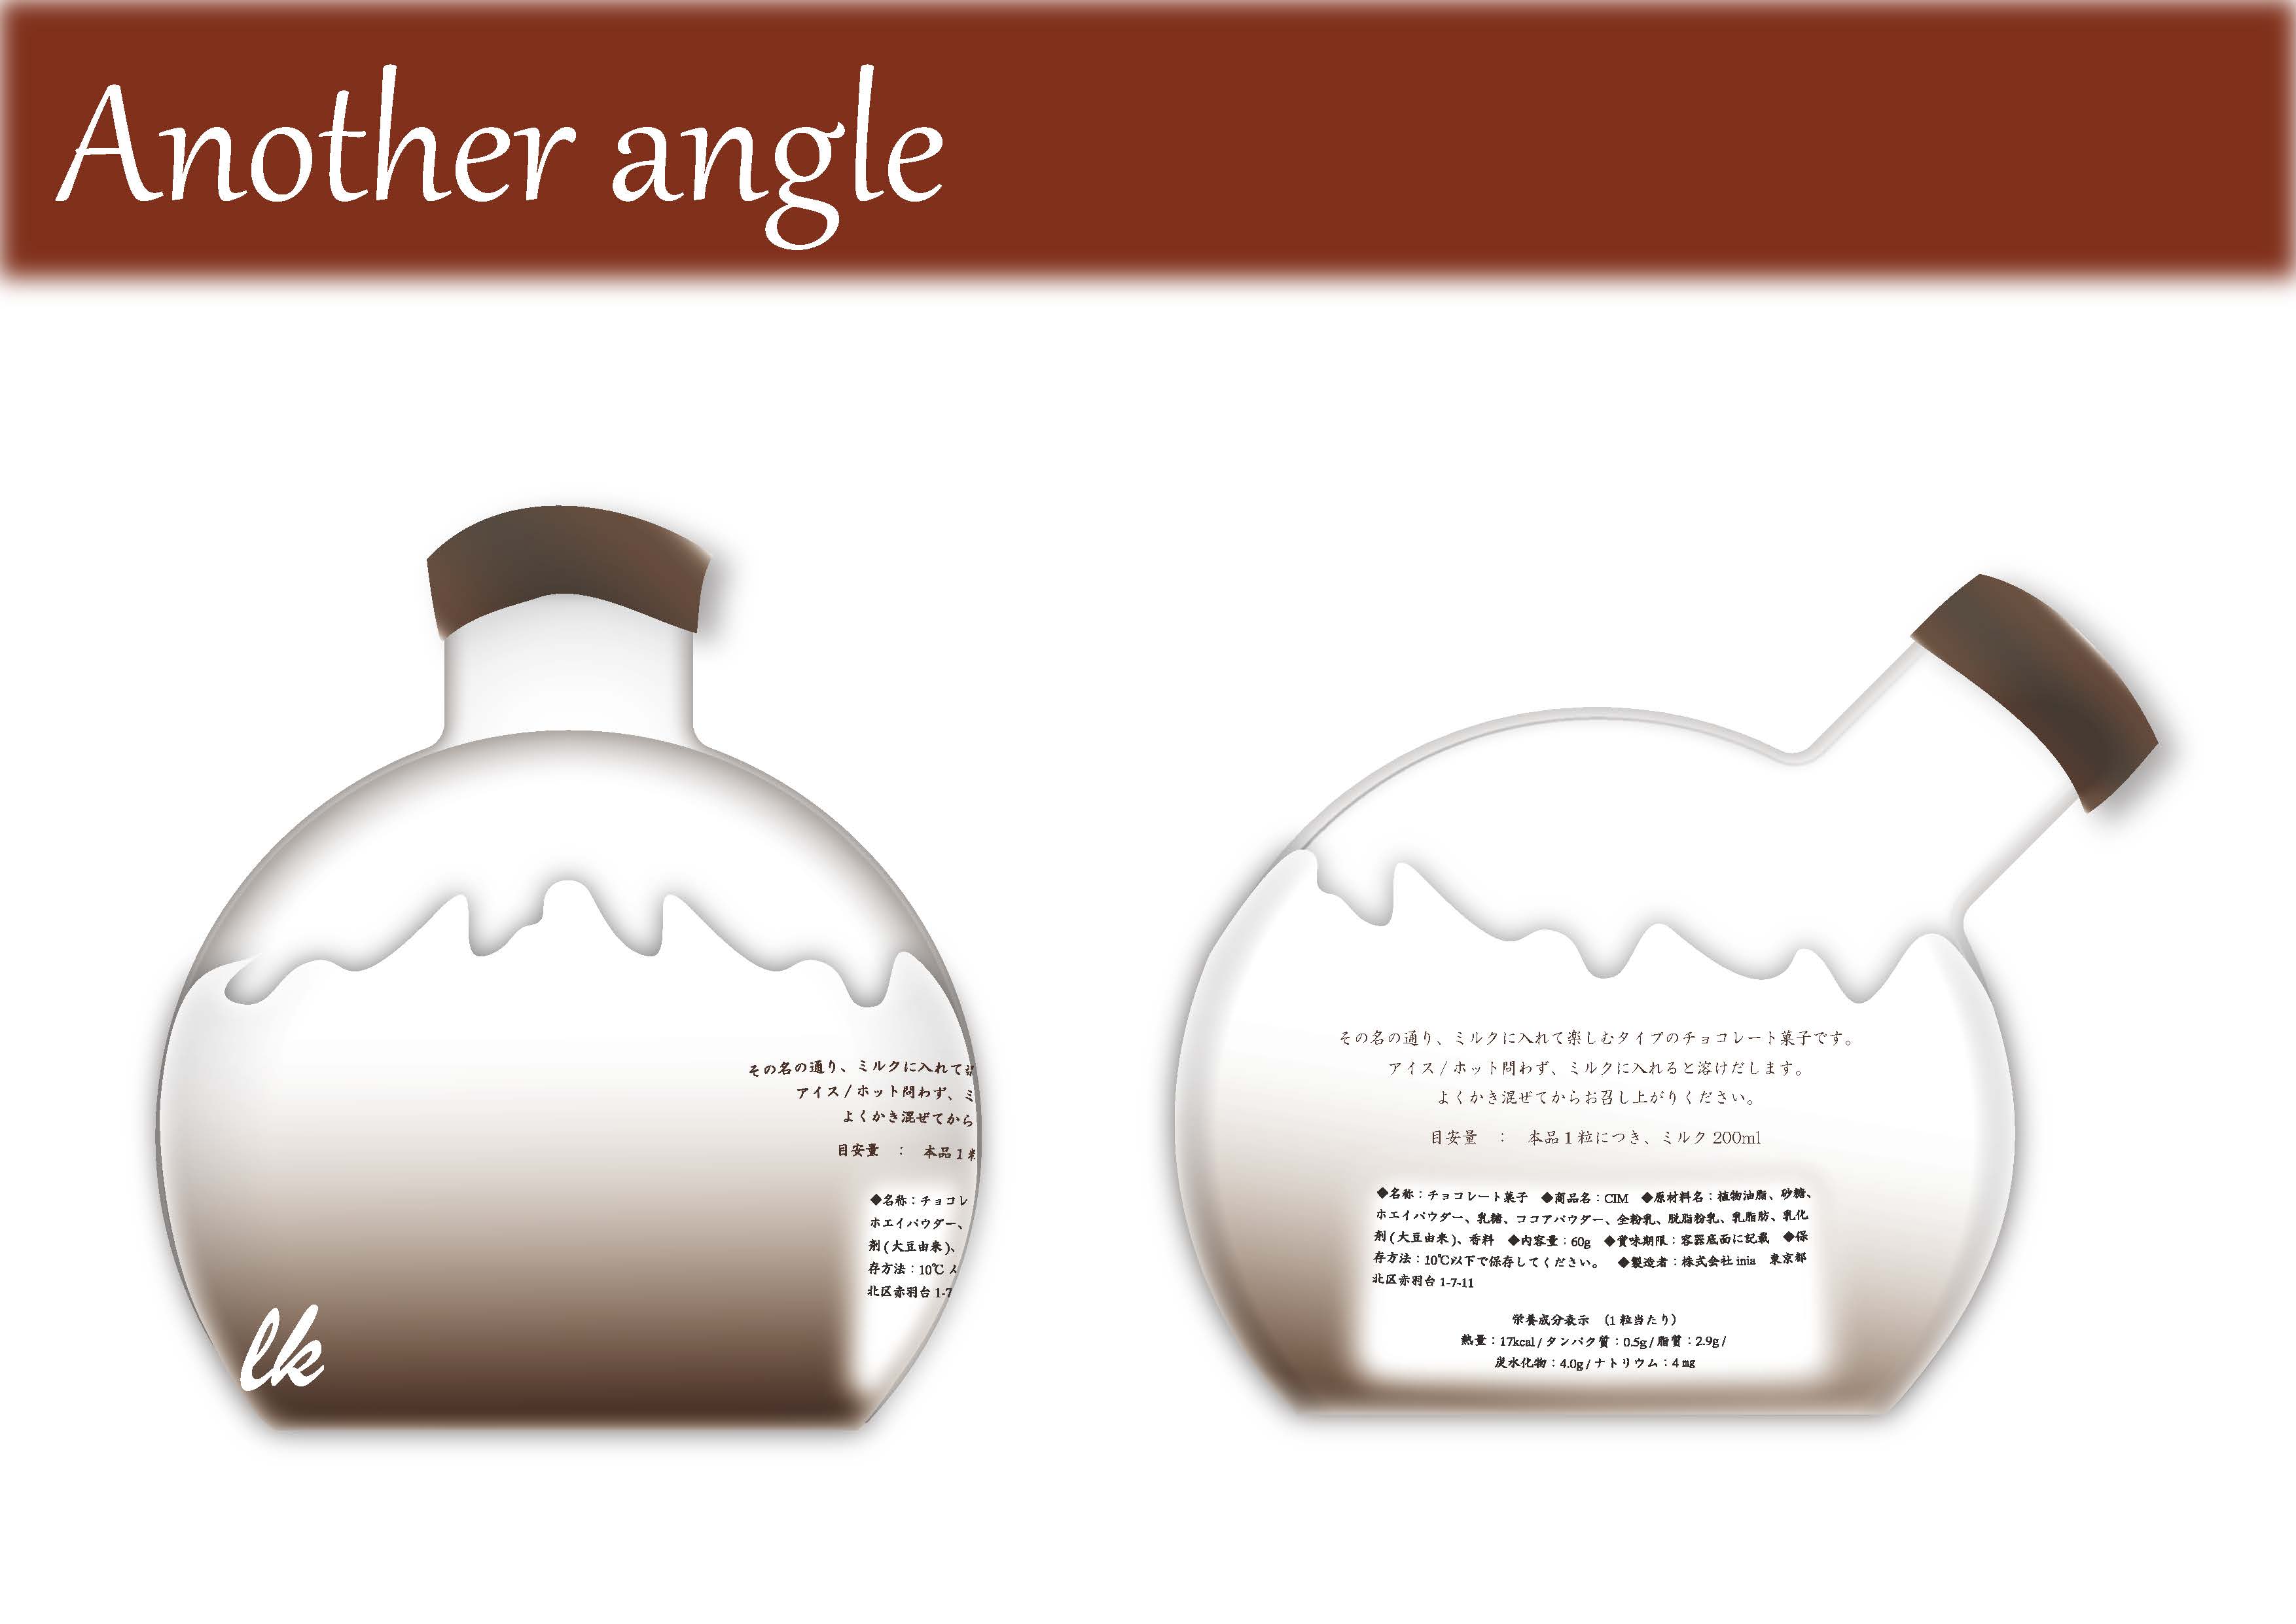 Another angle
その名の通り、ミルクに入れて
アイス/ホット問わず、ミ
よくかき混ぜてから
目安量　：　本品1
◆名称：チョコレ
ホエイパウダー、
剤(大豆由来)、
存方法：10℃
北区赤羽台1-7
lk
その名の通り、ミルクに入れて楽しむタイプのチョコレート菓子です。
アイス/ホット問わず、ミルクに入れると溶けだします。
よくかき混ぜてからお召し上がりください。
目安量　：　本品1粒につき、ミルク200ml
◆名称：チョコレート菓子　◆商品名：CIM　◆原材料名：植物油脂、砂糖、
ホエイパウダー、乳糖、ココアパウダー、全粉乳、脱脂粉乳、乳脂肪、乳化
剤(大豆由来)、香料　◆内容量：60g　◆賞味期限：容器底面に記載　◆保
存方法：10℃以下で保存してください。　◆製造者：株式会社inia　東京都
北区赤羽台1-7-11
栄養成分表示　(1粒当たり)
熱量：17kcal/タンパク質：0.5g/脂質：2.9g/
炭水化物：4.0g/ナトリウム：4mg